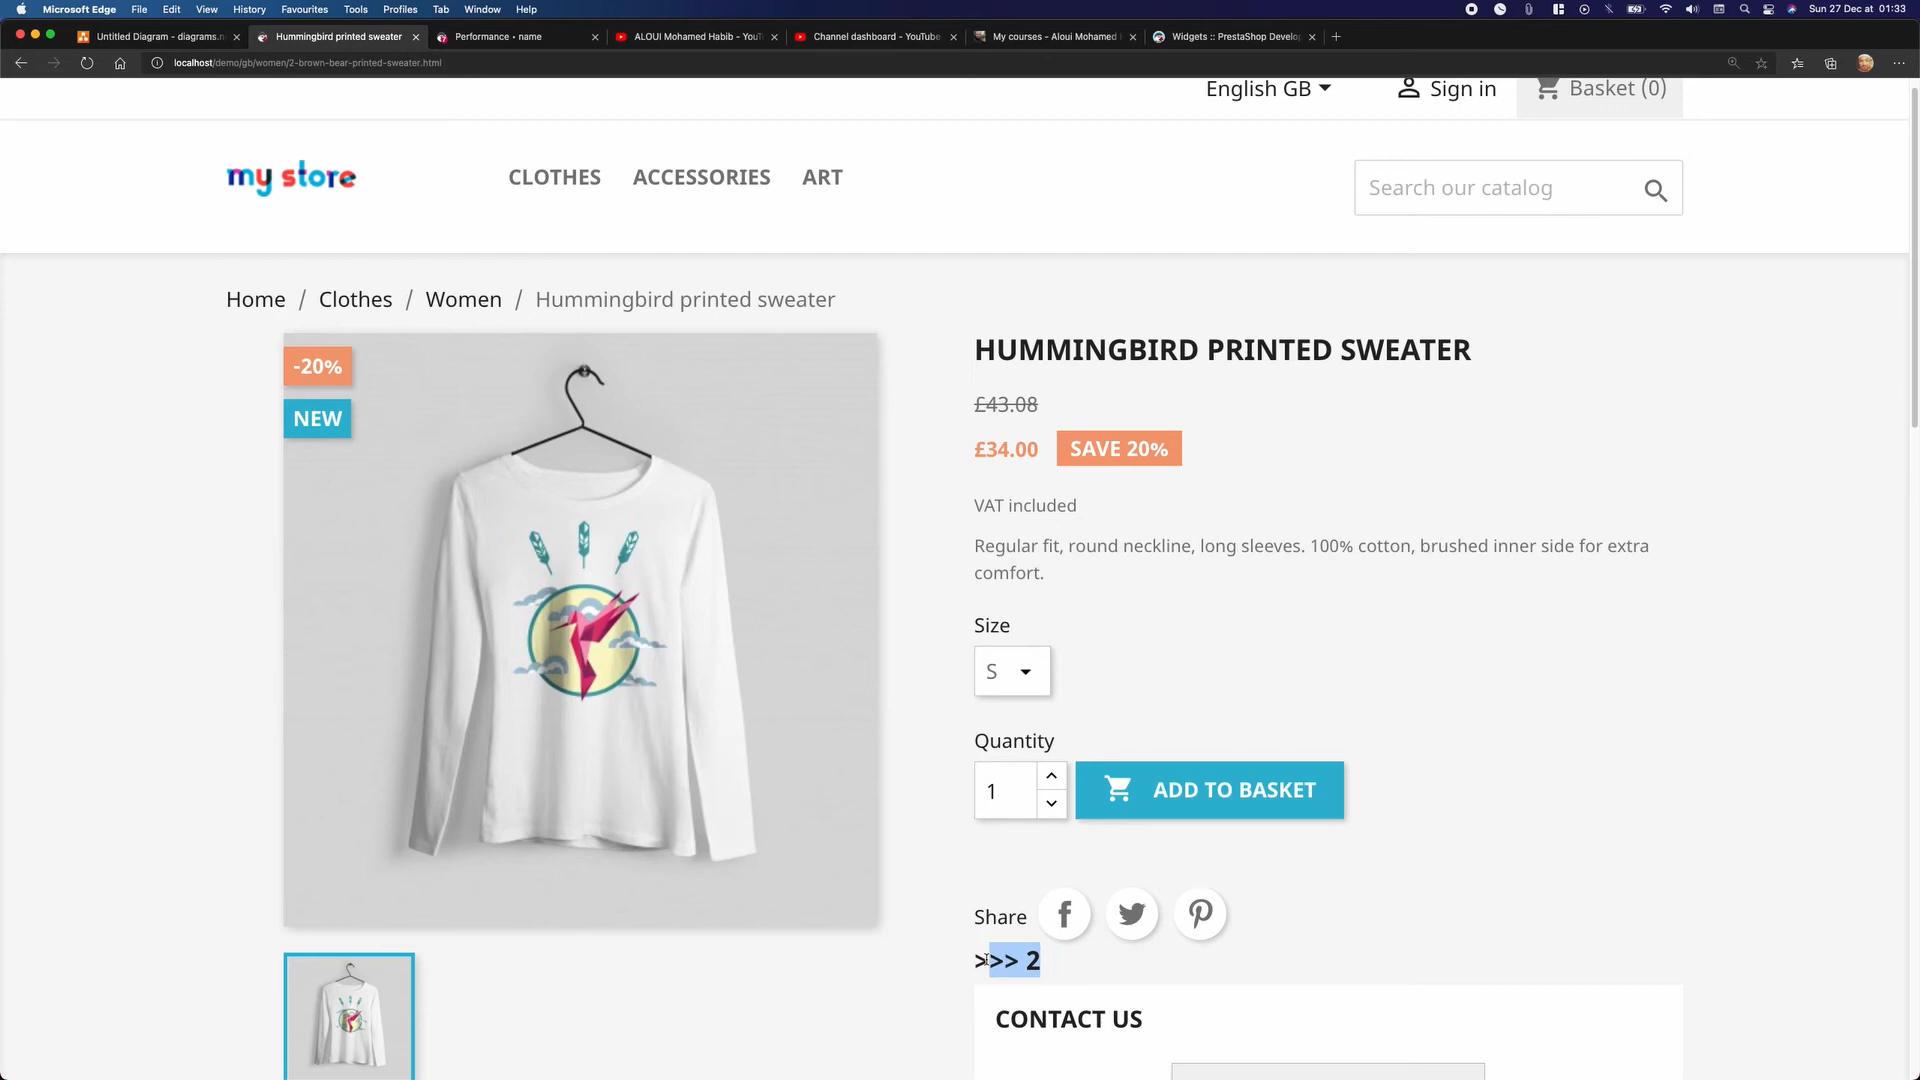 Microsoft Edge File Edit View History Favourites Tools Profiles Tab Window Help Sun 27 Dec at 01:33
Untitled Diagram - diagrams.n Hummingbird printed sweater Performance • name ALOUI Mohamed Habib - YouT Channel dashboard - YouTube My courses - Aloui Mohamed Widgets :: PrestaShop Develop
localhost/demo/gb/women/2-brown-bear-printed-sweater.html
English GB Sign in Basket (0)
my store CLOTHES ACCESSORIES ART Search our catalog
Home / Clothes / Women / Hummingbird printed sweater
-20%
NEW
HUMMINGBIRD PRINTED SWEATER
£43.08
£34.00 SAVE 20%
VAT included
Regular fit, round neckline, long sleeves. 100% cotton, brushed inner side for extra
comfort.
Size
S
Quantity
1 ADD TO BASKET
Share
>>> 2
CONTACT US